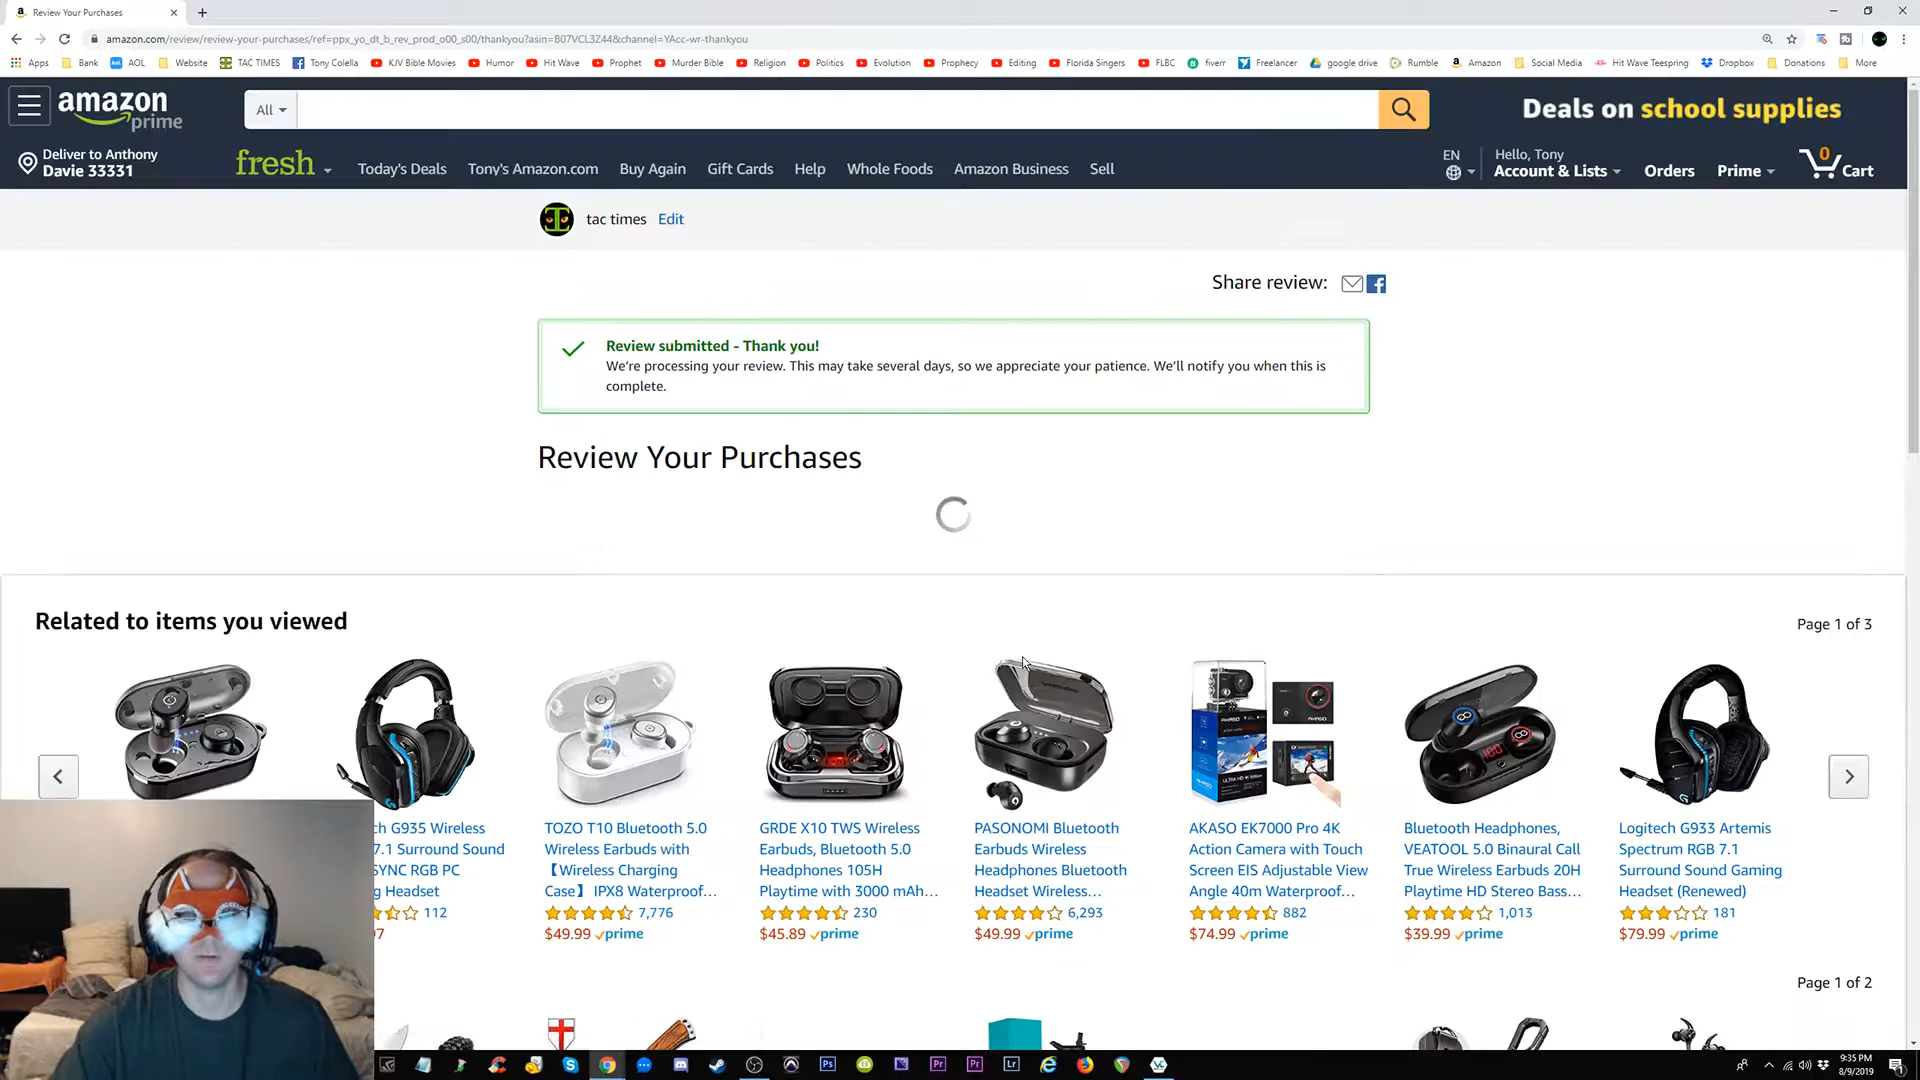 Review Your Purchases
amazon.com/review/review-your-purchases/ref=ppx_yo_dt_b_rev_prod_o00_s00/thankyou?asin=B07VCL3Z44&channel=YAcc-wr-thankyou
Apps Bank AOL Website TAC TIMES Tony Colella KJV Bible Movies Humor Hit Wave Prophet Murder Bible Religion Politics Evolution Prophecy Editing Florida Singers FLBC fiverr Freelancer google drive Rumble Amazon Social Media Hit Wave Teespring Dropbox Donations More
amazon prime
All
Deals on school supplies
Deliver to Anthony
Davie 33331
fresh Today's Deals Tony's Amazon.com Buy Again Gift Cards Help Whole Foods Amazon Business Sell
EN
Hello, Tony
Account & Lists Orders Prime 0 Cart
tac times Edit
Share review:
Review submitted - Thank you!
We're processing your review. This may take several days, so we appreciate your patience. We'll notify you when this is
complete.
Review Your Purchases
Related to items you viewed
Page 1 of 3
ch G935 Wireless
7.1 Surround Sound
SYNC RGB PC
g Headset
112
97
TOZO T10 Bluetooth 5.0
Wireless Earbuds with
【Wireless Charging
Case】 IPX8 Waterproof...
7,776
$49.99 prime
GRDE X10 TWS Wireless
Earbuds, Bluetooth 5.0
Headphones 105H
Playtime with 3000 mAh...
230
$45.89 prime
PASONOMI Bluetooth
Earbuds Wireless
Headphones Bluetooth
Headset Wireless...
6,293
$49.99 prime
AKASO EK7000 Pro 4K
Action Camera with Touch
Screen EIS Adjustable View
Angle 40m Waterproof...
882
$74.99 prime
Bluetooth Headphones,
VEATOOL 5.0 Binaural Call
True Wireless Earbuds 20H
Playtime HD Stereo Bass...
1,013
$39.99 prime
Logitech G933 Artemis
Spectrum RGB 7.1
Surround Sound Gaming
Headset (Renewed)
181
$79.99 prime
Page 1 of 2
9:35 PM
8/9/2019